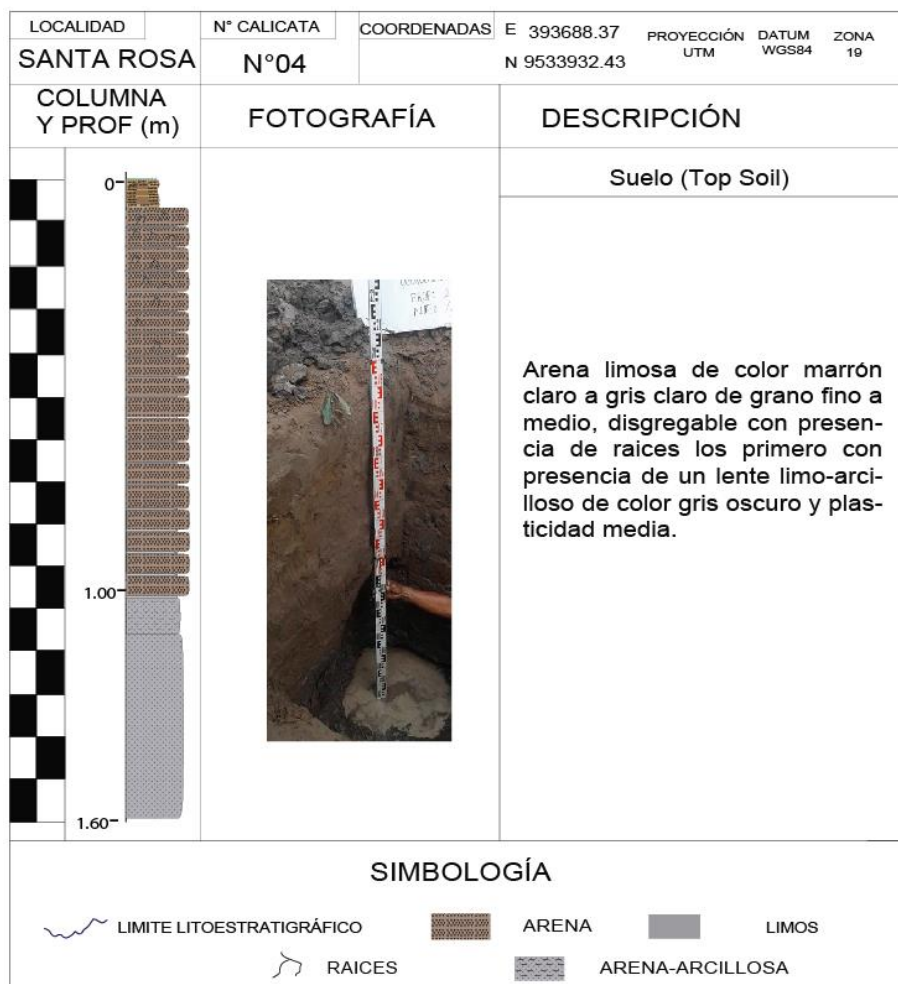 LOCALIDAD
N° CALICATA
COORDENADAS
E 393688.37
PROYECCIÓN
UTM
DATUM
WGS84
ZONA
19
SANTA ROSA
N°04
N 9533932.43
COLUMNA
Y PROF (m)
FOTOGRAFÍA
DESCRIPCIÓN
Suelo (Top Soil)
0
Arena limosa de color marrón
claro a gris claro de grano fino a
medio, disgregable con presen-
cia de raices los primero con
presencia de un lente limo-arci-
lloso de color gris oscuro y plas-
ticidad media.
1.00
1.60
SIMBOLOGÍA
LIMITE LITOESTRATIGRÁFICO
ARENA
LIMOS
RAICES
ARENA-ARCILLOSA